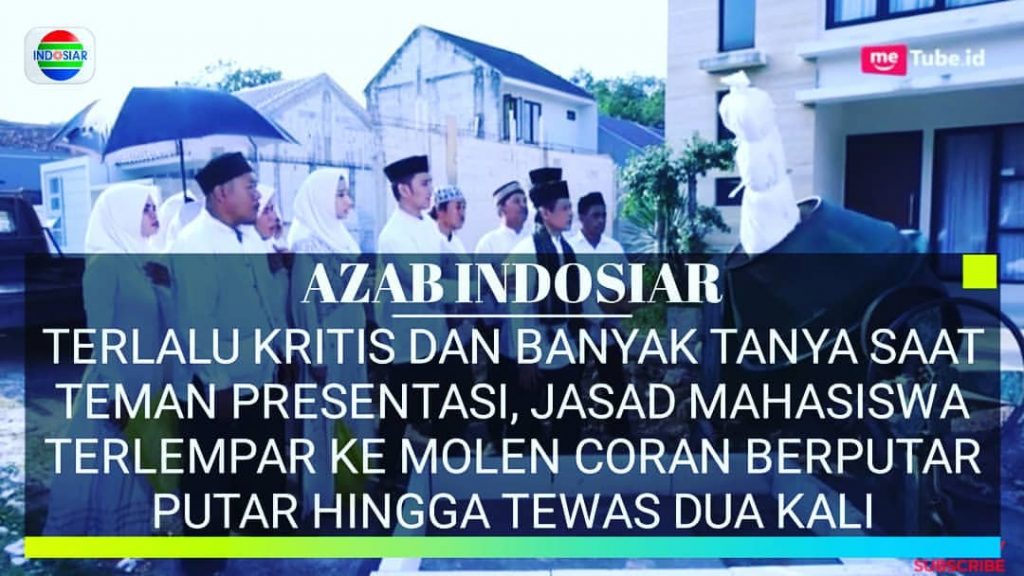 INDOSIAR
me Tube.id
AZAB INDOSIAR
TERLALU KRITIS DAN BANYAK TANYA SAAT
TEMAN PRESENTASI, JASAD MAHASISWA
TERLEMPAR KE MOLEN CORAN BERPUTAR
PUTAR HINGGA TEWAS DUA KALI
SUBSCRIBE